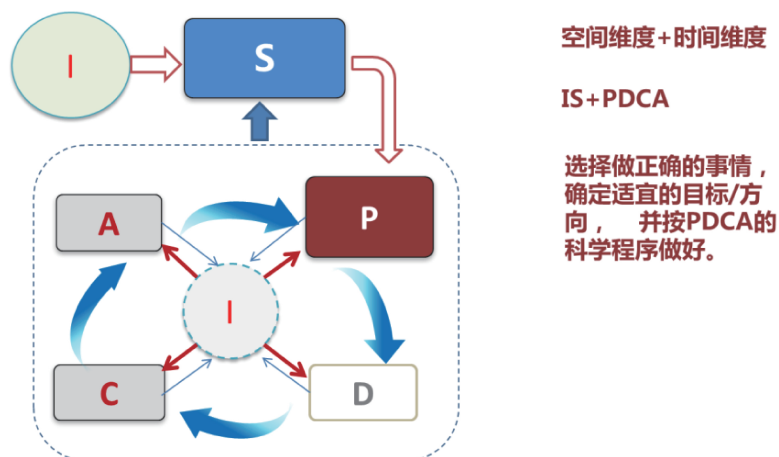 I
S
A
P
I
C
D
空间维度+时间维度
IS+PDCA
选择做正确的事情，
确定适宜的目标/方
向， 并按PDCA的
科学程序做好。